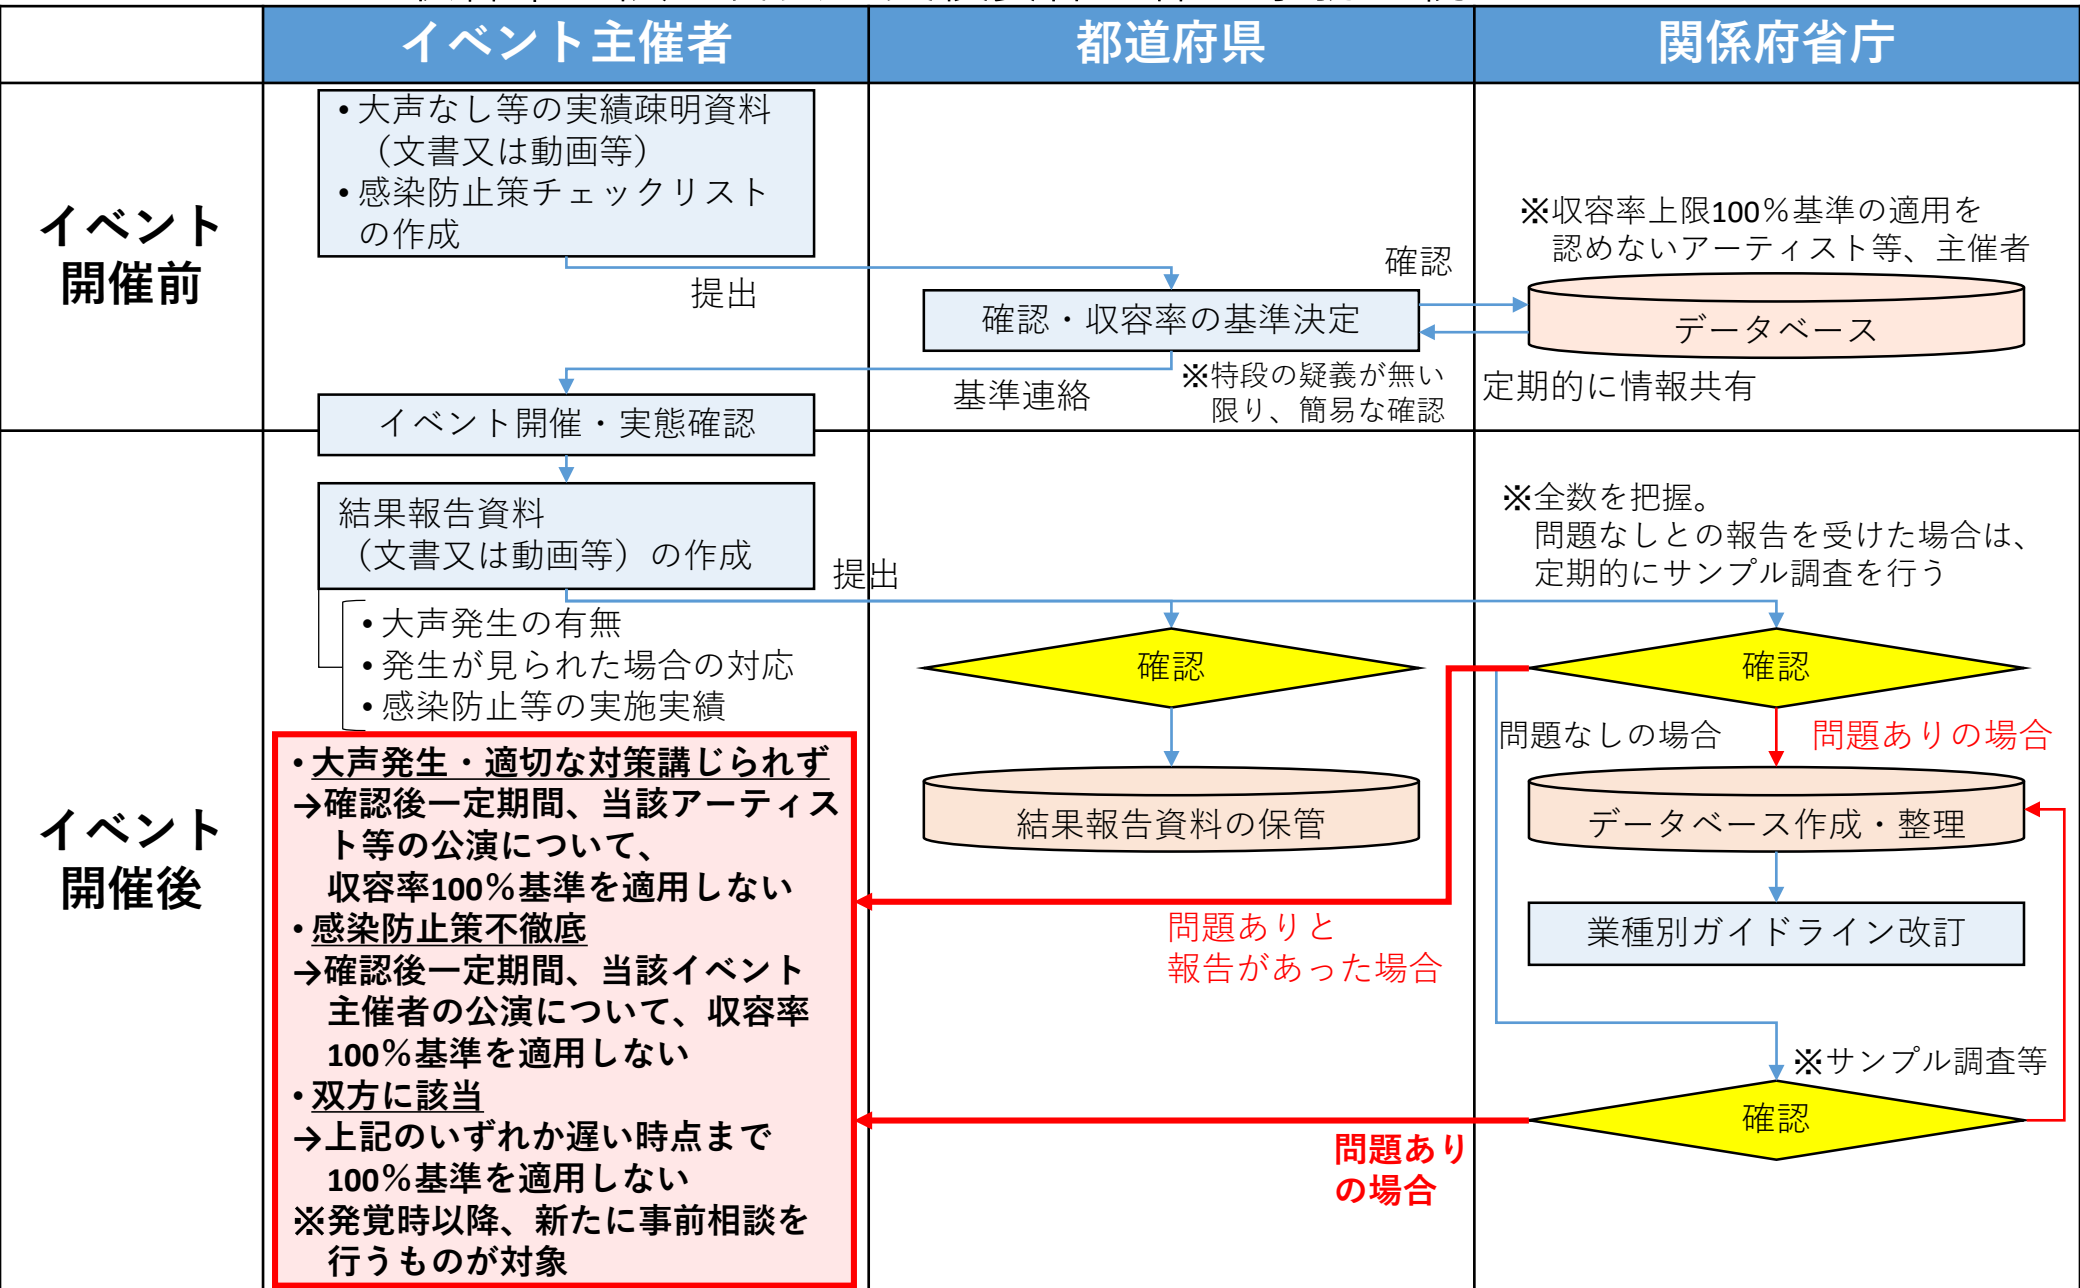 イベント主催者
都道府県
関係府省庁
イベント
開催前
•大声なし等の実績疎明資料
（文書又は動画等）
•感染防止策チェックリスト
の作成
提出
確認・収容率の基準決定
確認
※収容率上限100％基準の適用を
認めないアーティスト等、主催者
データベース
定期的に情報共有
基準連絡
※特段の疑義が無い
限り、簡易な確認
イベント開催・実態確認
イベント
開催後
結果報告資料
（文書又は動画等）の作成
提出
•大声発生の有無
•発生が見られた場合の対応
•感染防止等の実施実績
※全数を把握。
問題なしとの報告を受けた場合は、
定期的にサンプル調査を行う
確認
確認
問題なしの場合
問題ありの場合
結果報告資料の保管
データベース作成・整理
業種別ガイドライン改訂
•大声発生・適切な対策講じられず
→確認後一定期間、当該アーティス
ト等の公演について、
収容率100％基準を適用しない
•感染防止策不徹底
→確認後一定期間、当該イベント
主催者の公演について、収容率
100％基準を適用しない
•双方に該当
→上記のいずれか遅い時点まで
100％基準を適用しない
※発覚時以降、新たに事前相談を
行うものが対象
問題ありと
報告があった場合
※サンプル調査等
確認
問題あり
の場合